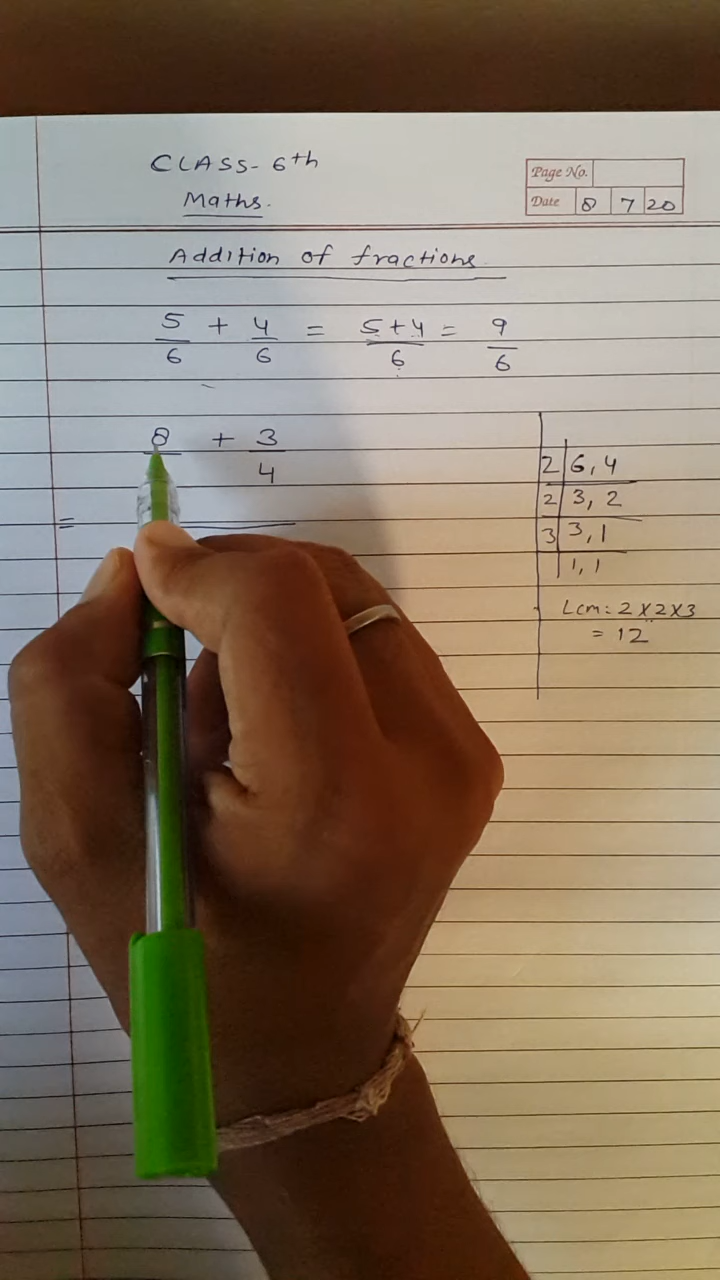 CLASS- 6th
Maths.
Page No.
Date 8 7 20
Addition of fractions
5/6 + 4/6 = 5+4/6 = 9/6
8 + 3/4
=
2 | 6, 4
2 | 3, 2
3 | 3, 1
1, 1
Lcm: 2 X 2 X 3
= 12